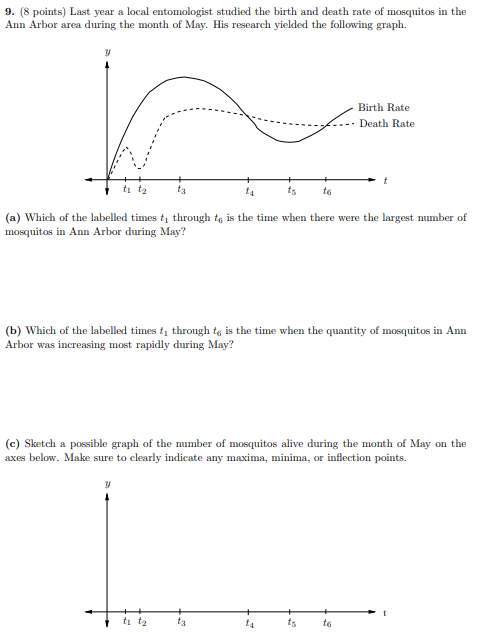 9. (8 points) Last year a local entomologist studied the birth and death rate of mosquitos in the
Ann Arbor area during the month of May. His research yielded the following graph.
y
Birth Rate
Death Rate
t
t₁ t₂ t₃ t₄ t₅ t₆
(a) Which of the labelled times t₁ through t₆ is the time when there were the largest number of
mosquitos in Ann Arbor during May?
(b) Which of the labelled times t₁ through t₆ is the time when the quantity of mosquitos in Ann
Arbor was increasing most rapidly during May?
(c) Sketch a possible graph of the number of mosquitos alive during the month of May on the
axes below. Make sure to clearly indicate any maxima, minima, or inflection points.
y
t
t₁ t₂ t₃ t₄ t₅ t₆